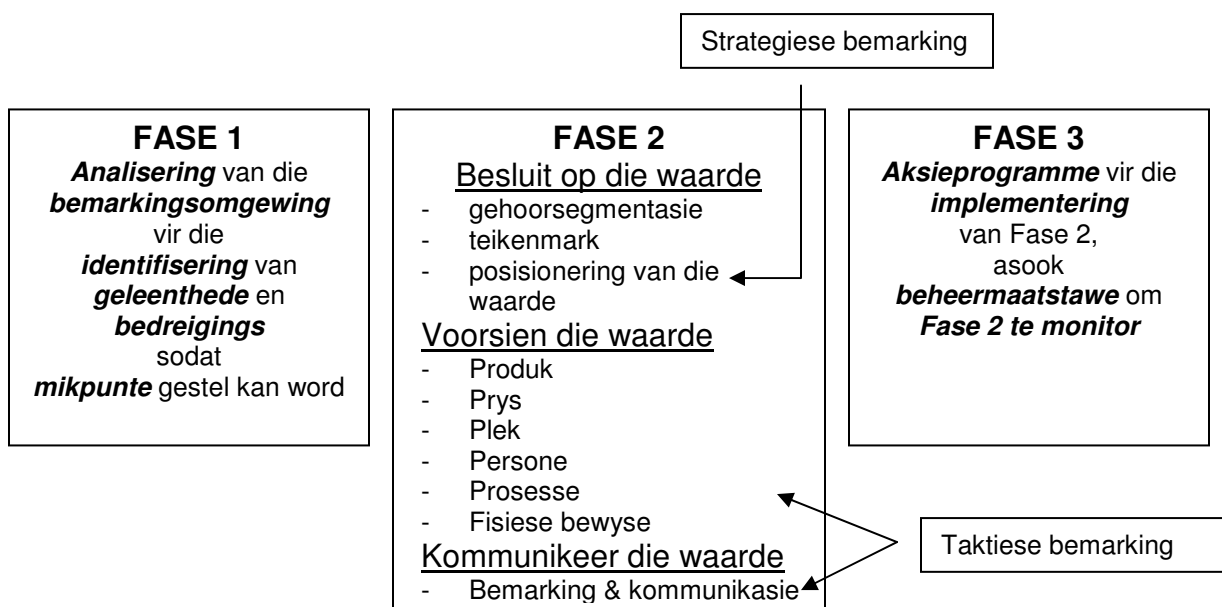 Strategiese bemarking
FASE 1
Analisering van die
bemarkingsomgewing
vir die
identifisering van
geleenthede en
bedreigings
sodat
mikpunte gestel kan word
FASE 2
Besluit op die waarde
- gehoorsegmentasie
- teikenmark
- posisionering van die
waarde
Voorsien die waarde
- Produk
- Prys
- Plek
- Persone
- Prosesse
- Fisiese bewyse
Kommunikeer die waarde
- Bemarking & kommunikasie
FASE 3
Aksieprogramme vir die
implementering
van Fase 2,
asook
beheermaatstawe om
Fase 2 te monitor
Taktiese bemarking